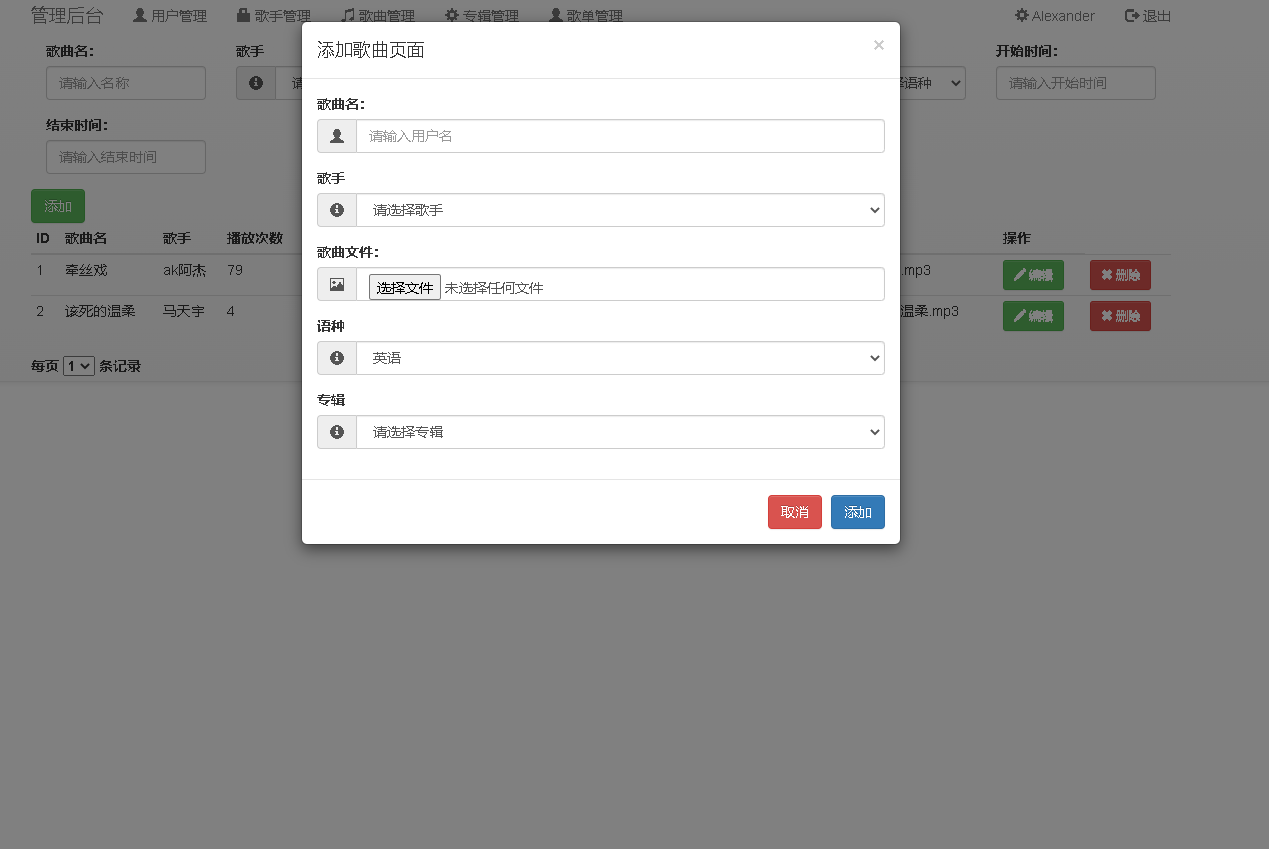 管理后台 用户管理 歌手管理 歌曲管理 专辑管理 歌单管理 Alexander 退出
歌曲名: 歌手 开始时间:
请输入名称 请 语种 请输入开始时间
结束时间:
请输入结束时间
添加
ID 歌曲名 歌手 播放次数 操作
1 牵丝戏 ak阿杰 79 .mp3 编辑 删除
2 该死的温柔 马天宇 4 温柔.mp3 编辑 删除
每页 1 条记录
添加歌曲页面 ×
歌曲名:
请输入用户名
歌手
请选择歌手
歌曲文件:
选择文件 未选择任何文件
语种
英语
专辑
请选择专辑
取消 添加